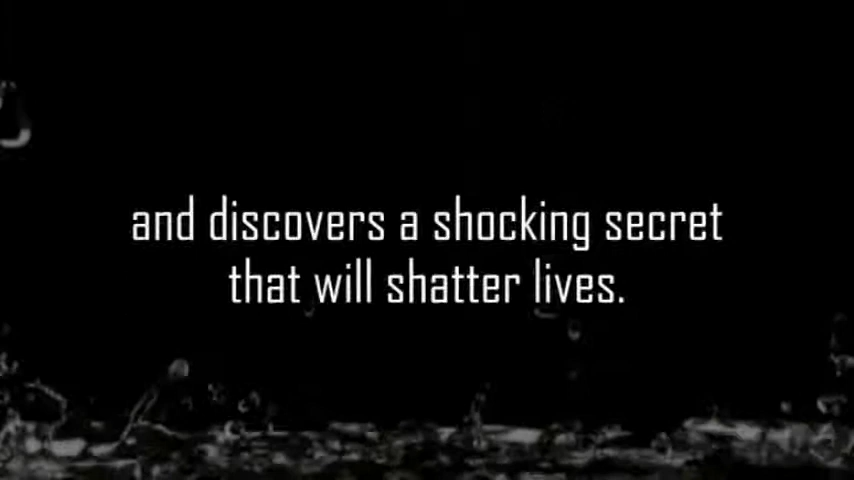 and discovers a shocking secret
that will shatter lives.